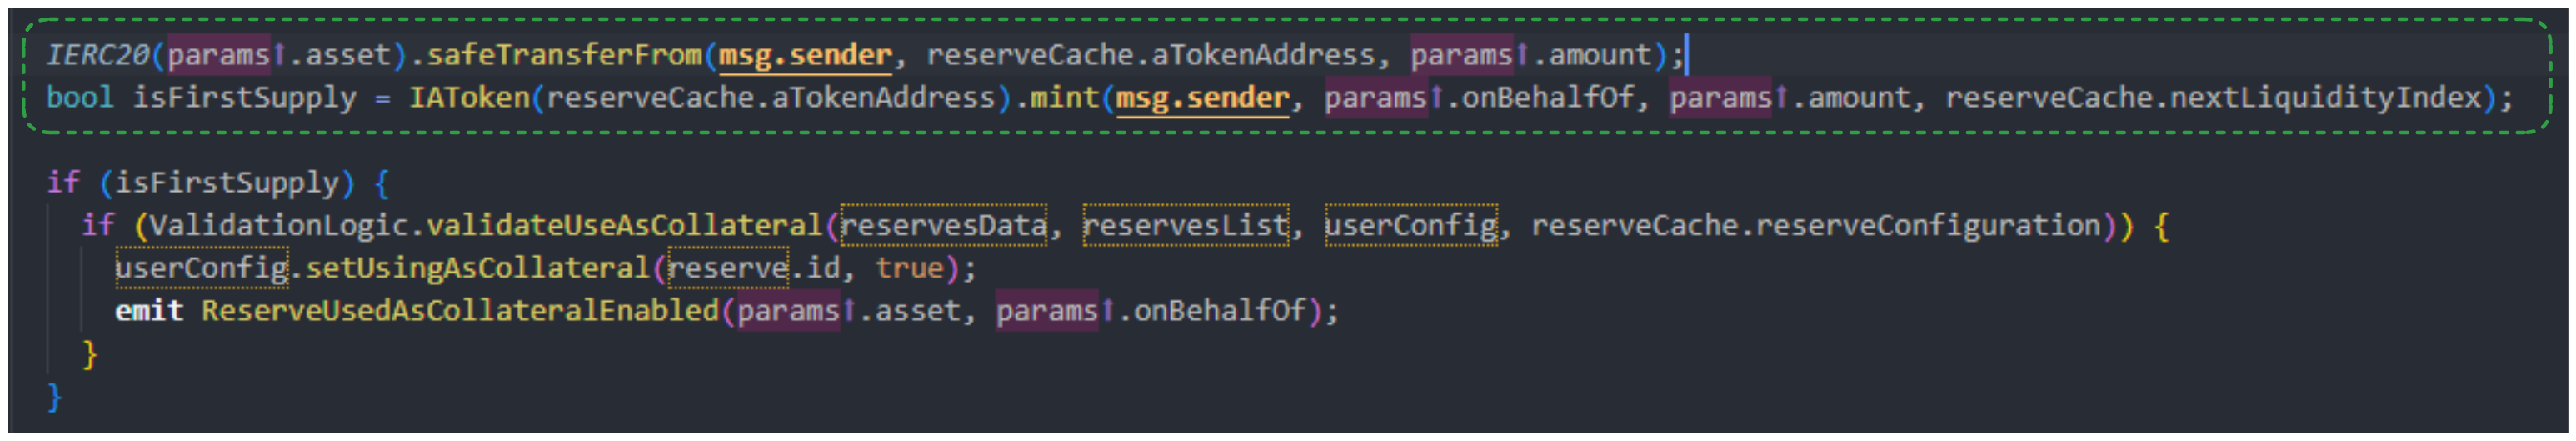 IERC20(params↑.asset).safeTransferFrom(msg.sender, reserveCache.aTokenAddress, params↑.amount);
bool isFirstSupply = IAToken(reserveCache.aTokenAddress).mint(msg.sender, params↑.onBehalfOf, params↑.amount, reserveCache.nextLiquidityIndex);
if (isFirstSupply) {
if (ValidationLogic.validateUseAsCollateral(reservesData, reservesList, userConfig, reserveCache.reserveConfiguration)) {
userConfig.setUsingAsCollateral(reserve.id, true);
emit ReserveUsedAsCollateralEnabled(params↑.asset, params↑.onBehalfOf);
}
}